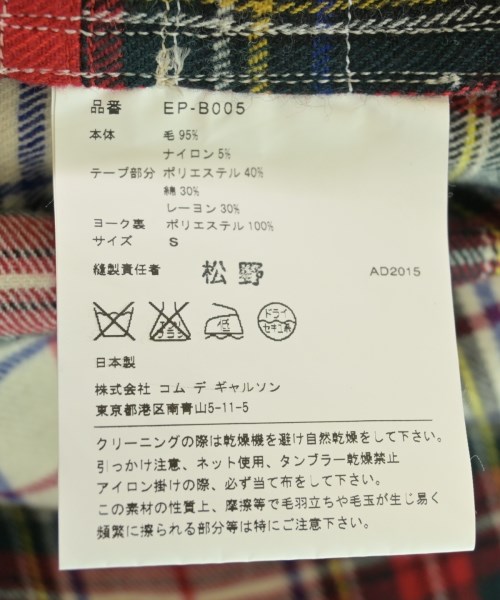 品番 EP-B005
本体 毛 95%
ナイロン 5%
テープ部分 ポリエステル 40%
綿 30%
レーヨン 30%
ヨーク裏 ポリエステル 100%
サイズ S
縫製責任者 松野 AD2015
エンソサラシ 低 ドライ セキユ系
日本製
株式会社 コム デ ギャルソン
東京都港区南青山5-11-5
クリーニングの際は乾燥機を避け自然乾燥をして下さい。
引っかけ注意、ネット使用、タンブラー乾燥禁止
アイロン掛けの際、必ず当て布をして下さい。
この素材の性質上、摩擦等で毛羽立ちや毛玉が生じ易く
頻繁に擦られる部分等は特にご注意下さい。